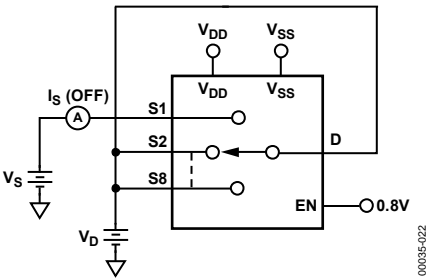 V_DD V_SS
I_S (OFF)
V_DD V_SS
A
S1
S2
D
V_S
S8
EN
0.8V
V_D
00035-022